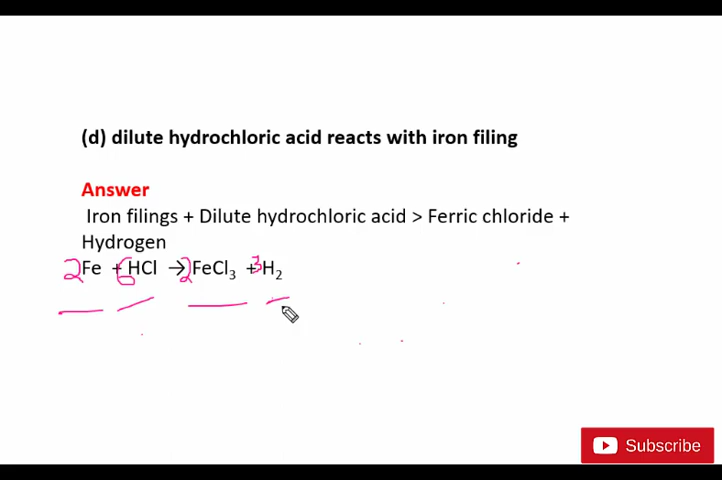 (d) dilute hydrochloric acid reacts with iron filing
Answer
Iron filings + Dilute hydrochloric acid > Ferric chloride +
Hydrogen
2Fe + 6HCl → 2FeCl₃ + 3H₂
Subscribe